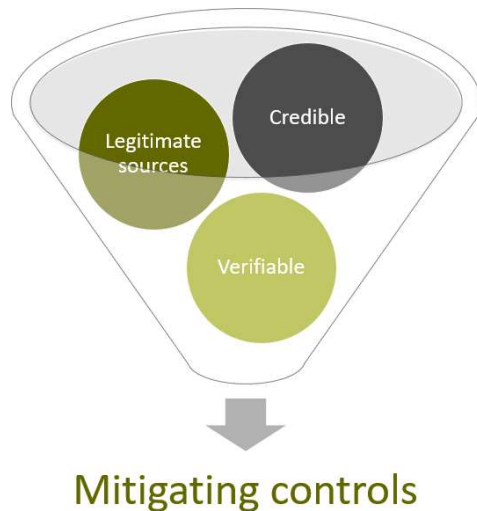 Credible
Legitimate
sources
Verifiable
Mitigating controls